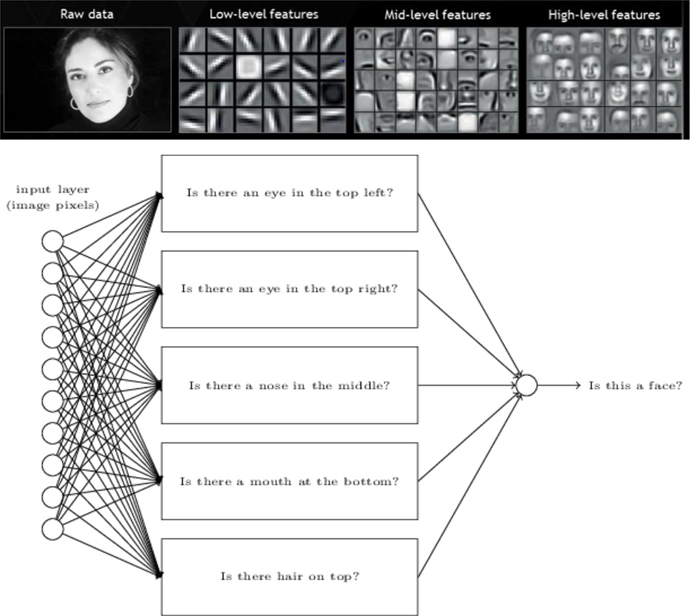 Raw data
Low-level features
Mid-level features
High-level features
input layer
(image pixels)
Is there an eye in the top left?
Is there an eye in the top right?
Is there a nose in the middle?
Is there a mouth at the bottom?
Is there hair on top?
Is this a face?